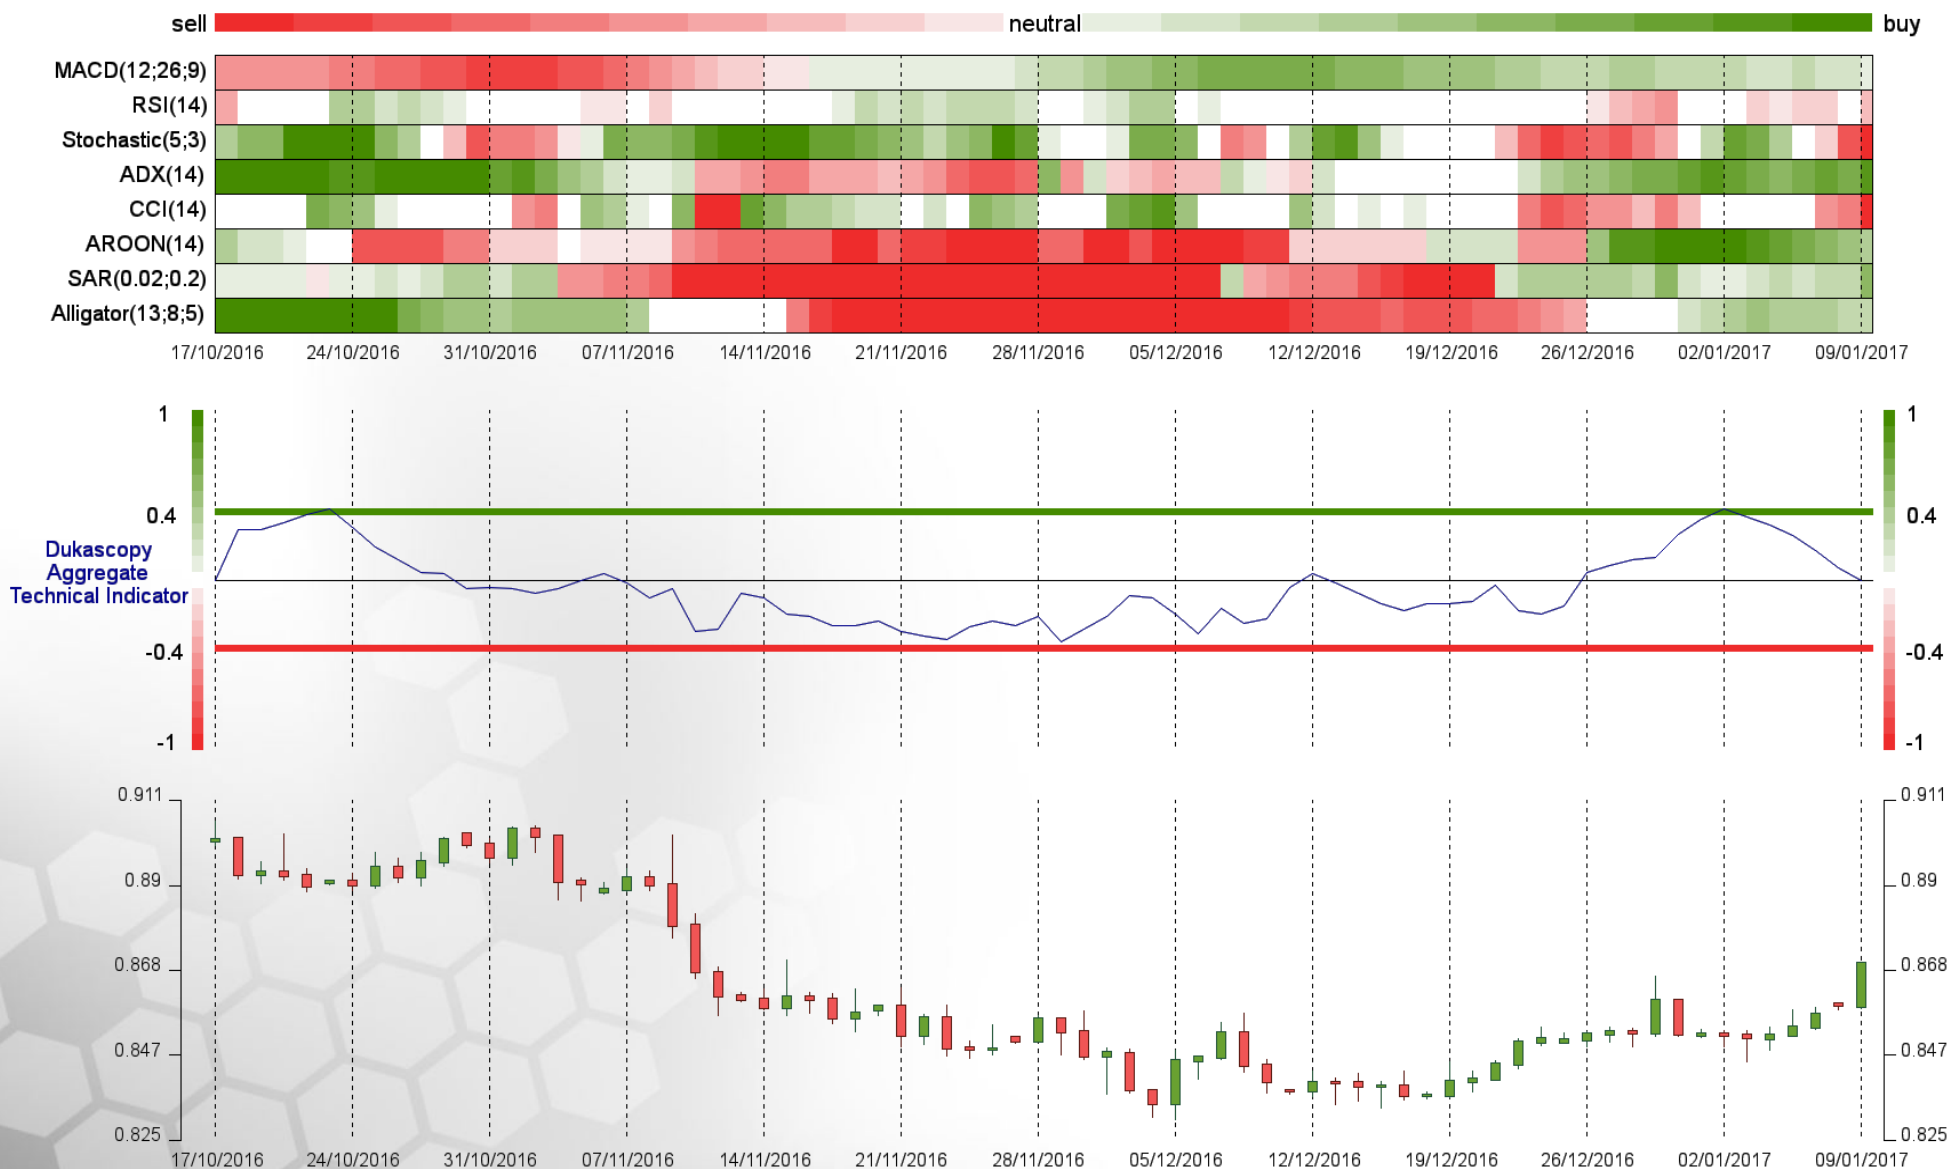 sell neutral buy
MACD(12;26;9)
RSI(14)
Stochastic(5;3)
ADX(14)
CCI(14)
AROON(14)
SAR(0.02;0.2)
Alligator(13;8;5)
17/10/2016 24/10/2016 31/10/2016 07/11/2016 14/11/2016 21/11/2016 28/11/2016 05/12/2016 12/12/2016 19/12/2016 26/12/2016 02/01/2017 09/01/2017
1 1
0.4 0.4
Dukascopy
Aggregate
Technical Indicator
-0.4 -0.4
-1 -1
0.911 0.911
0.89 0.89
0.868 0.868
0.847 0.847
0.825 0.825
17/10/2016 24/10/2016 31/10/2016 07/11/2016 14/11/2016 21/11/2016 28/11/2016 05/12/2016 12/12/2016 19/12/2016 26/12/2016 02/01/2017 09/01/2017